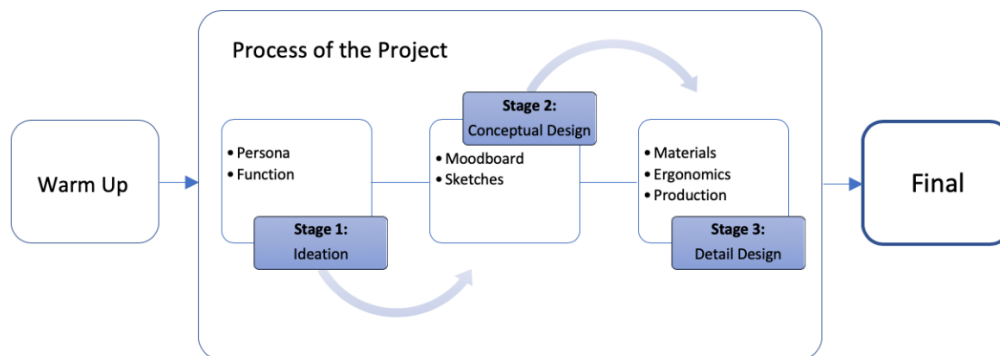 Process of the Project
Warm Up
• Persona
• Function
Stage 1:
Ideation
Stage 2:
Conceptual Design
• Moodboard
• Sketches
• Materials
• Ergonomics
• Production
Stage 3:
Detail Design
Final